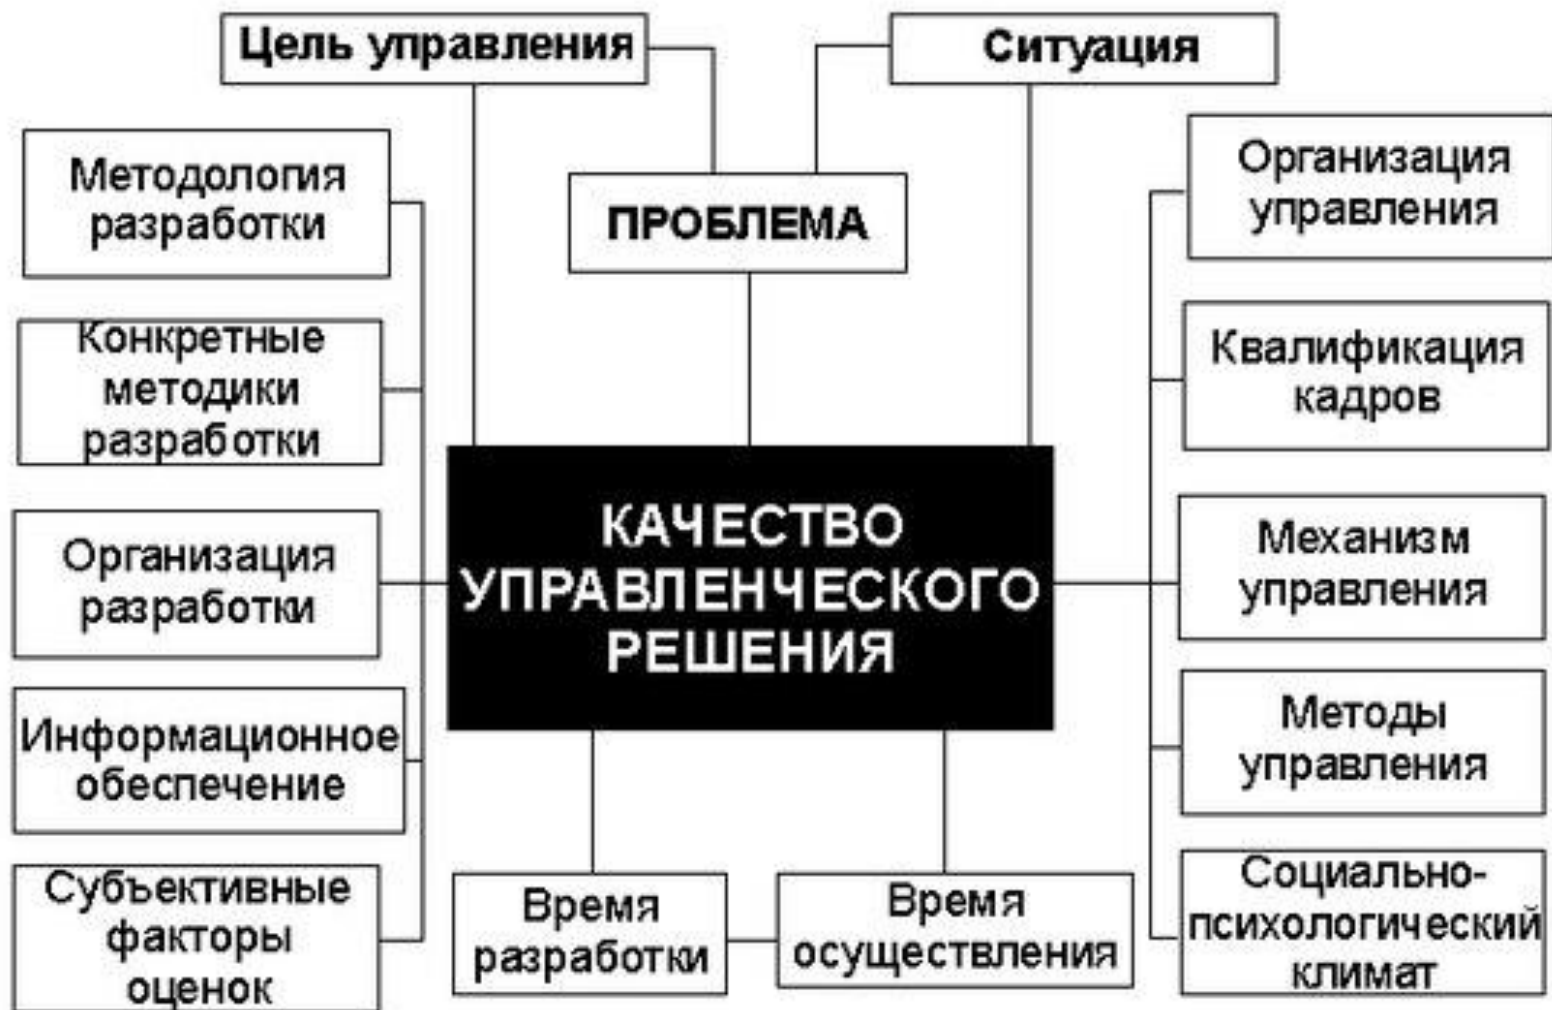 Цель управления
Ситуация
ПРОБЛЕМА
Методология
разработки
Конкретные
методики
разработки
Организация
разработки
Информационное
обеспечение
Субъективные
факторы
оценок
КАЧЕСТВО
УПРАВЛЕНЧЕСКОГО
РЕШЕНИЯ
Время
разработки
Время
осуществления
Организация
управления
Квалификация
кадров
Механизм
управления
Методы
управления
Социально-
психологический
климат